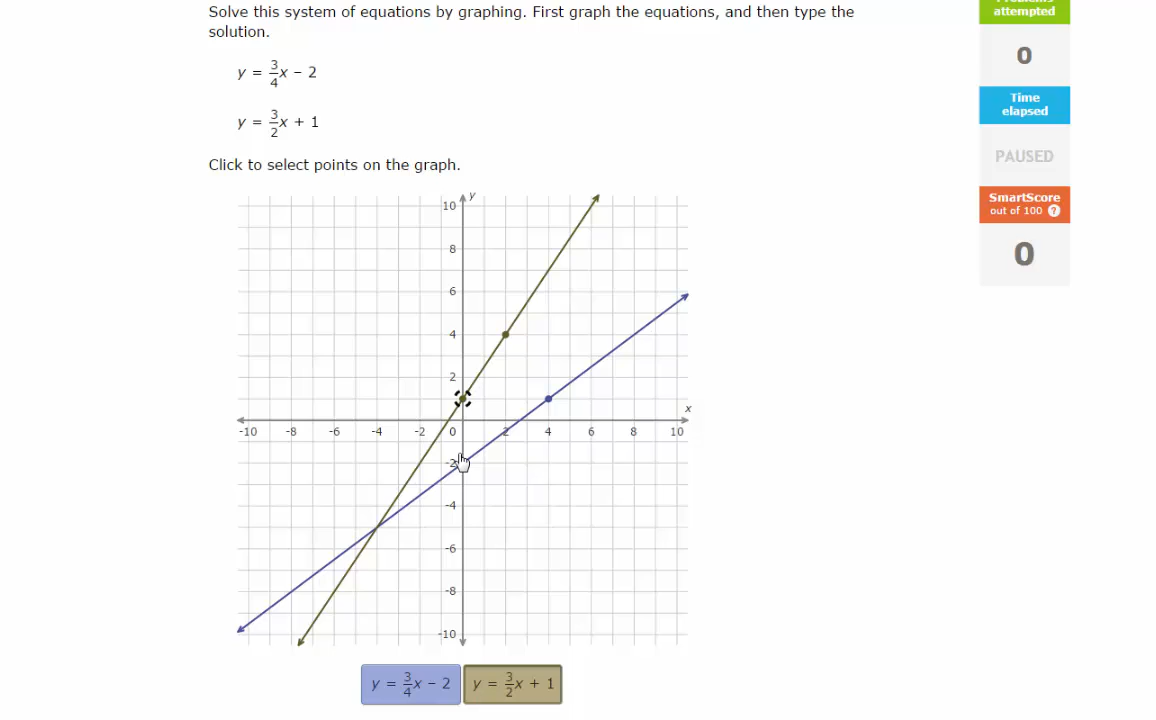 Solve this system of equations by graphing. First graph the equations, and then type the
solution.
y = 3/4x − 2
y = 3/2x + 1
Click to select points on the graph.
y
10
8
6
4
2
x
-10 -8 -6 -4 -2 0 2 4 6 8 10
-2
-4
-6
-8
-10
y = 3/4x − 2
y = 3/2x + 1
attempted
0
Time
elapsed
PAUSED
SmartScore
out of 100 ?
0